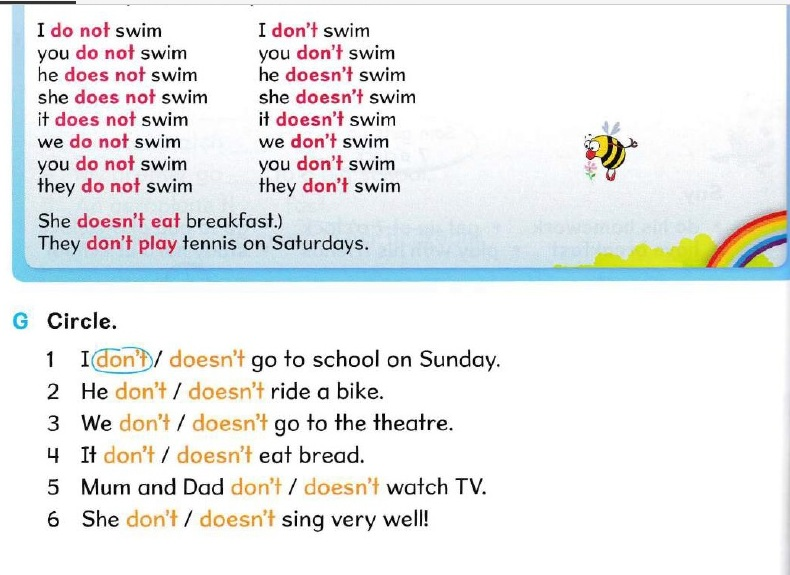 I do not swim I don't swim
you do not swim you don't swim
he does not swim he doesn't swim
she does not swim she doesn't swim
it does not swim it doesn't swim
we do not swim we don't swim
you do not swim you don't swim
they do not swim they don't swim
She doesn't eat breakfast.)
They don't play tennis on Saturdays.
G Circle.
1 I don't / doesn't go to school on Sunday.
2 He don't / doesn't ride a bike.
3 We don't / doesn't go to the theatre.
4 It don't / doesn't eat bread.
5 Mum and Dad don't / doesn't watch TV.
6 She don't / doesn't sing very well!